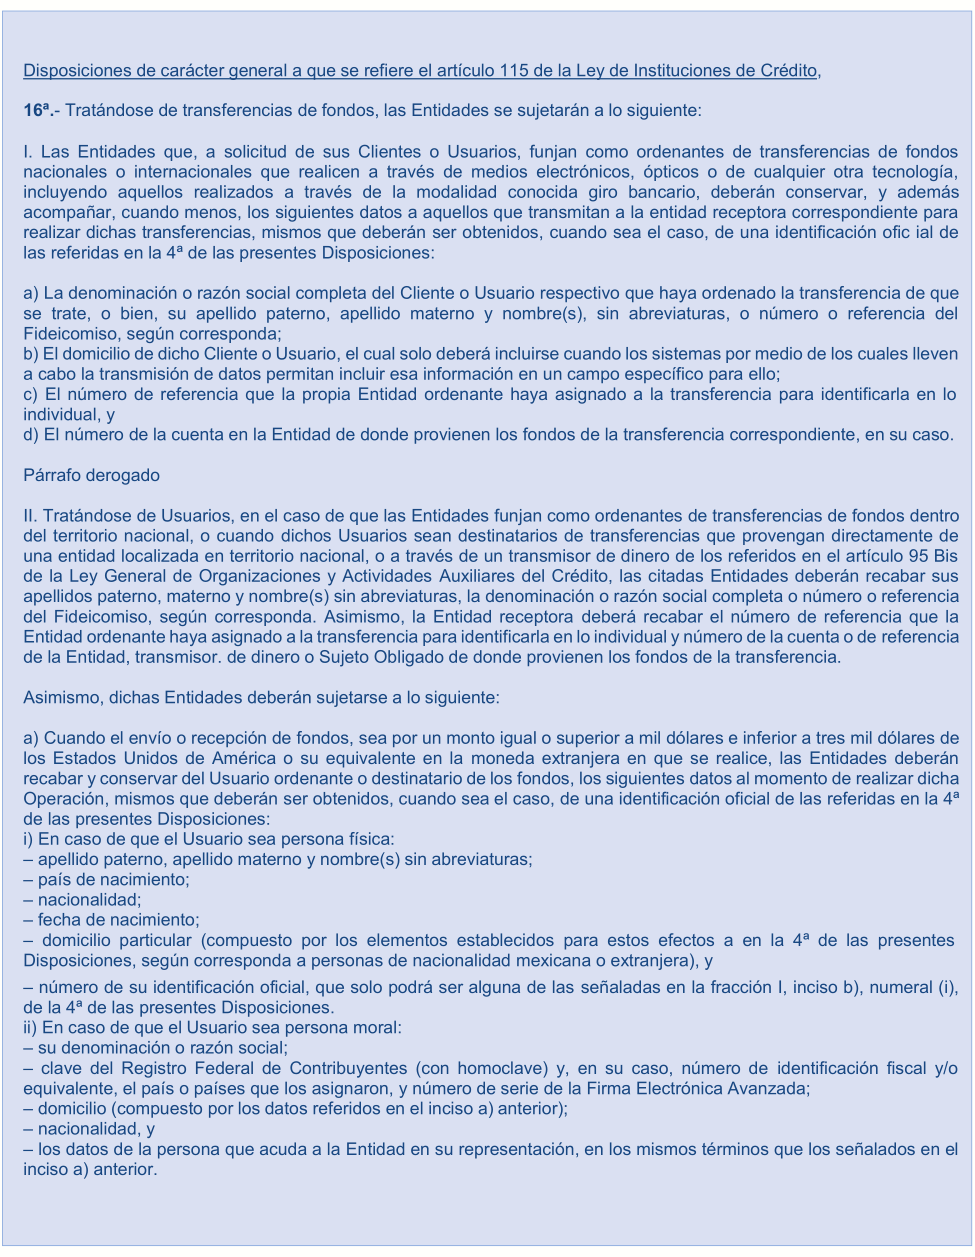 Disposiciones de carácter general a que se refiere el artículo 115 de la Ley de Instituciones de Crédito,
16ª.- Tratándose de transferencias de fondos, las Entidades se sujetarán a lo siguiente:
I. Las Entidades que, a solicitud de sus Clientes o Usuarios, funjan como ordenantes de transferencias de fondos
nacionales o internacionales que realicen a través de medios electrónicos, ópticos o de cualquier otra tecnología,
incluyendo aquellos realizados a través de la modalidad conocida giro bancario, deberán conservar, y además
acompañar, cuando menos, los siguientes datos a aquellos que transmitan a la entidad receptora correspondiente para
realizar dichas transferencias, mismos que deberán ser obtenidos, cuando sea el caso, de una identificación ofic ial de
las referidas en la 4ª de las presentes Disposiciones:
a) La denominación o razón social completa del Cliente o Usuario respectivo que haya ordenado la transferencia de que
se trate, o bien, su apellido paterno, apellido materno y nombre(s), sin abreviaturas, o número o referencia del
Fideicomiso, según corresponda;
b) El domicilio de dicho Cliente o Usuario, el cual solo deberá incluirse cuando los sistemas por medio de los cuales lleven
a cabo la transmisión de datos permitan incluir esa información en un campo específico para ello;
c) El número de referencia que la propia Entidad ordenante haya asignado a la transferencia para identificarla en lo
individual, y
d) El número de la cuenta en la Entidad de donde provienen los fondos de la transferencia correspondiente, en su caso.
Párrafo derogado
II. Tratándose de Usuarios, en el caso de que las Entidades funjan como ordenantes de transferencias de fondos dentro
del territorio nacional, o cuando dichos Usuarios sean destinatarios de transferencias que provengan directamente de
una entidad localizada en territorio nacional, o a través de un transmisor de dinero de los referidos en el artículo 95 Bis
de la Ley General de Organizaciones y Actividades Auxiliares del Crédito, las citadas Entidades deberán recabar sus
apellidos paterno, materno y nombre(s) sin abreviaturas, la denominación o razón social completa o número o referencia
del Fideicomiso, según corresponda. Asimismo, la Entidad receptora deberá recabar el número de referencia que la
Entidad ordenante haya asignado a la transferencia para identificarla en lo individual y número de la cuenta o de referencia
de la Entidad, transmisor. de dinero o Sujeto Obligado de donde provienen los fondos de la transferencia.
Asimismo, dichas Entidades deberán sujetarse a lo siguiente:
a) Cuando el envío o recepción de fondos, sea por un monto igual o superior a mil dólares e inferior a tres mil dólares de
los Estados Unidos de América o su equivalente en la moneda extranjera en que se realice, las Entidades deberán
recabar y conservar del Usuario ordenante o destinatario de los fondos, los siguientes datos al momento de realizar dicha
Operación, mismos que deberán ser obtenidos, cuando sea el caso, de una identificación oficial de las referidas en la 4ª
de las presentes Disposiciones:
i) En caso de que el Usuario sea persona física:
– apellido paterno, apellido materno y nombre(s) sin abreviaturas;
– país de nacimiento;
– nacionalidad;
– fecha de nacimiento;
– domicilio particular (compuesto por los elementos establecidos para estos efectos a en la 4ª de las presentes
Disposiciones, según corresponda a personas de nacionalidad mexicana o extranjera), y
– número de su identificación oficial, que solo podrá ser alguna de las señaladas en la fracción I, inciso b), numeral (i),
de la 4ª de las presentes Disposiciones.
ii) En caso de que el Usuario sea persona moral:
– su denominación o razón social;
– clave del Registro Federal de Contribuyentes (con homoclave) y, en su caso, número de identificación fiscal y/o
equivalente, el país o países que los asignaron, y número de serie de la Firma Electrónica Avanzada;
– domicilio (compuesto por los datos referidos en el inciso a) anterior);
– nacionalidad, y
– los datos de la persona que acuda a la Entidad en su representación, en los mismos términos que los señalados en el
inciso a) anterior.